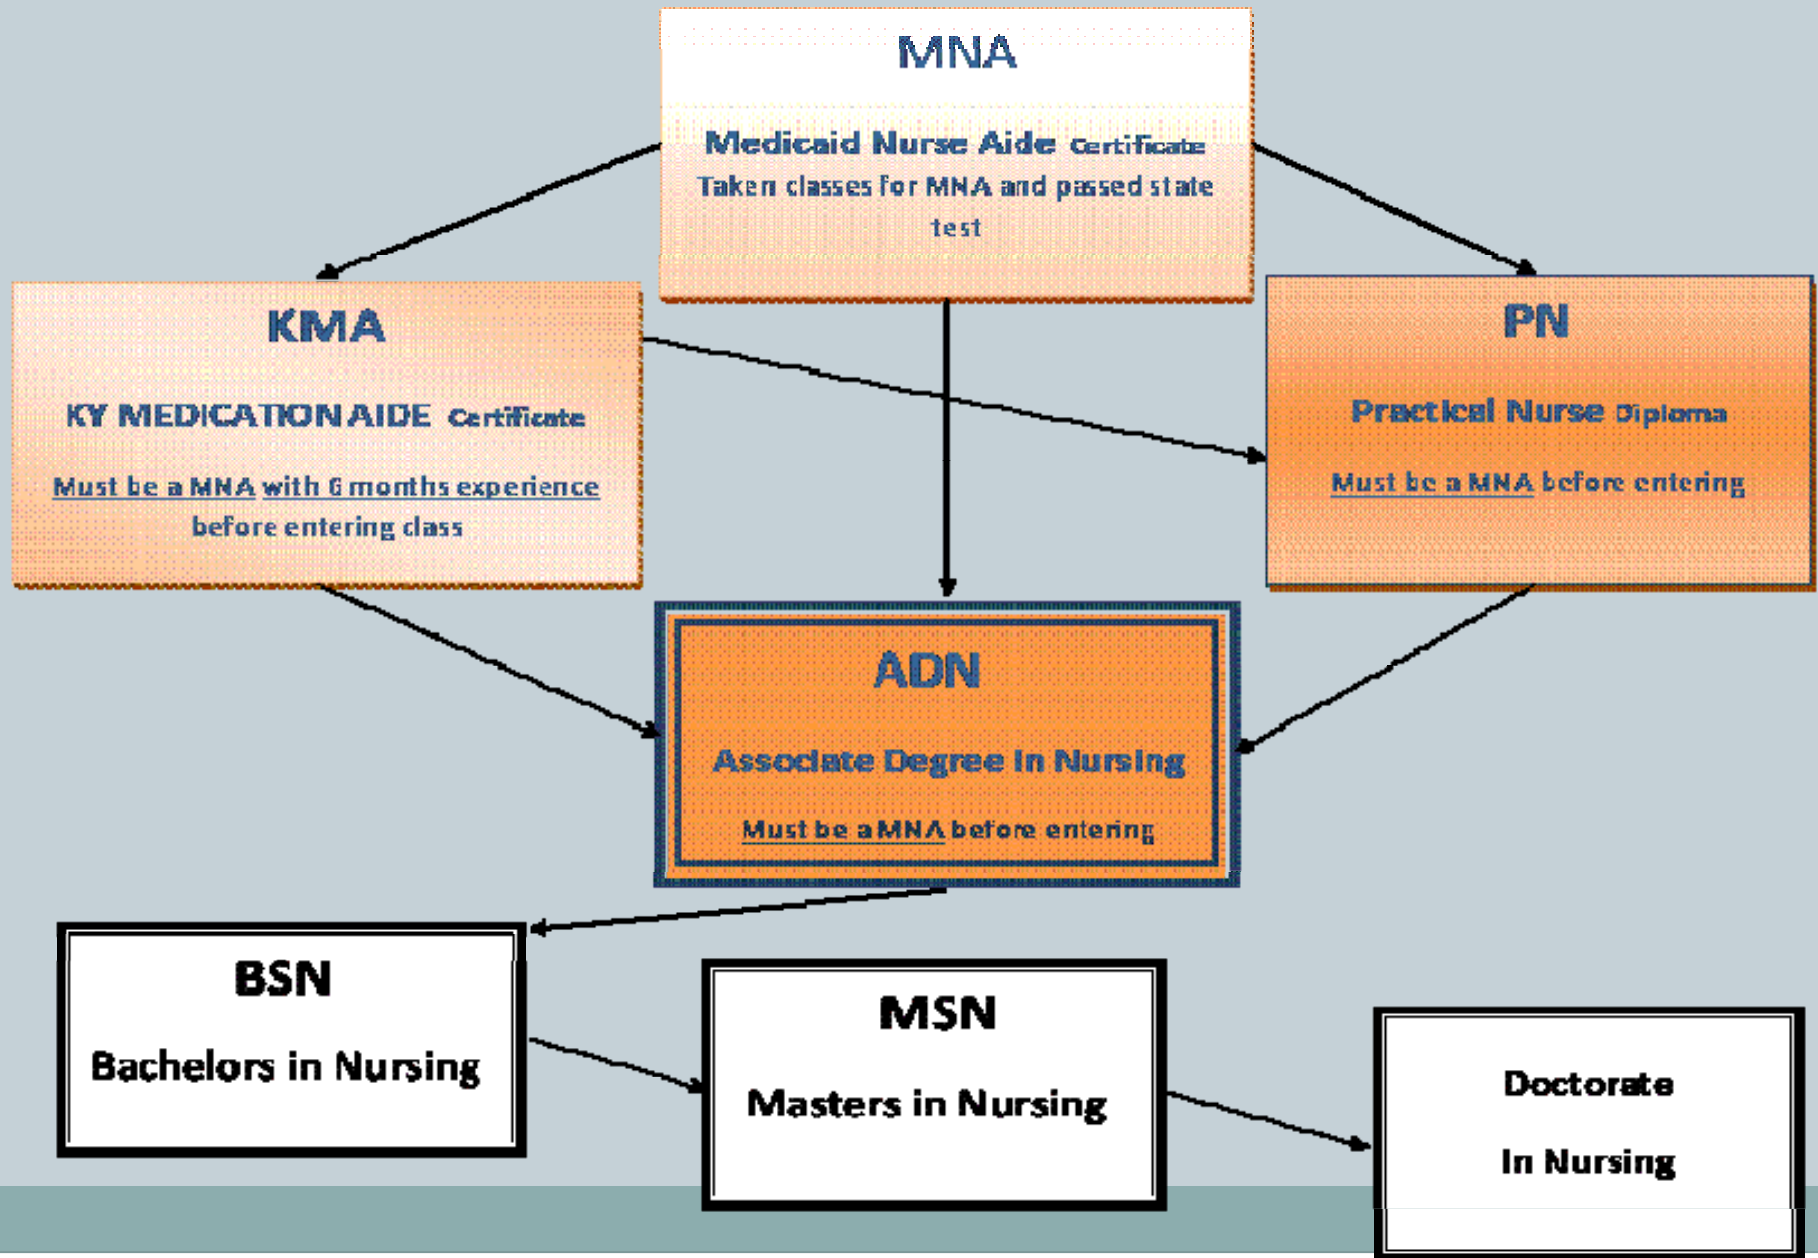 MNA
Medicaid Nurse Aide Certificate
Taken classes for MNA and passed state
test
KMA
KY MEDICATION AIDE Certificate
Must be a MNA with 6 months experience
before entering class
PN
Practical Nurse Diploma
Must be a MNA before entering
ADN
Associate Degree In Nursing
Must be a MNA before entering
BSN
Bachelors in Nursing
MSN
Masters in Nursing
Doctorate
In Nursing